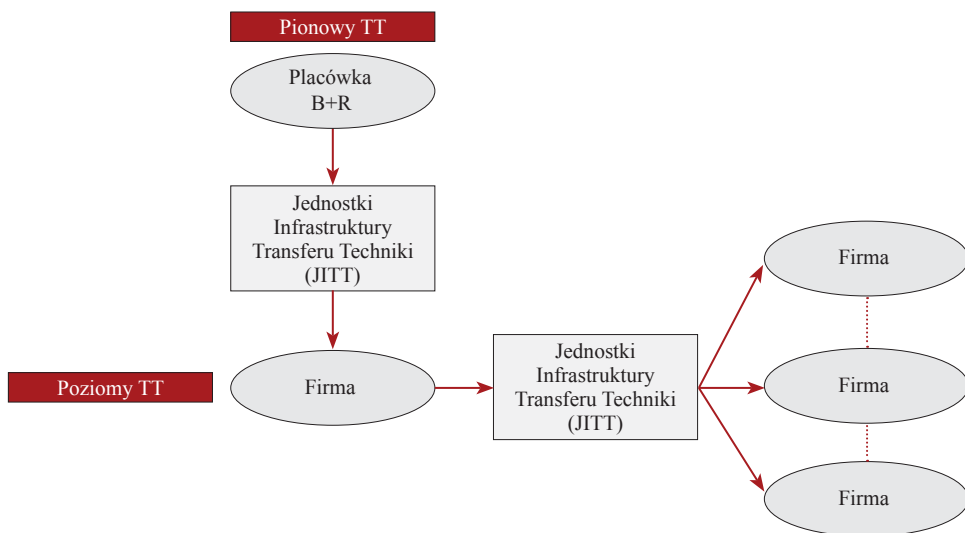 Pionowy TT
Placówka
B+R
Jednostki
Infrastruktury
Transferu Techniki
(JITT)
Poziomy TT
Firma
Jednostki
Infrastruktury
Transferu Techniki
(JITT)
Firma
Firma
Firma